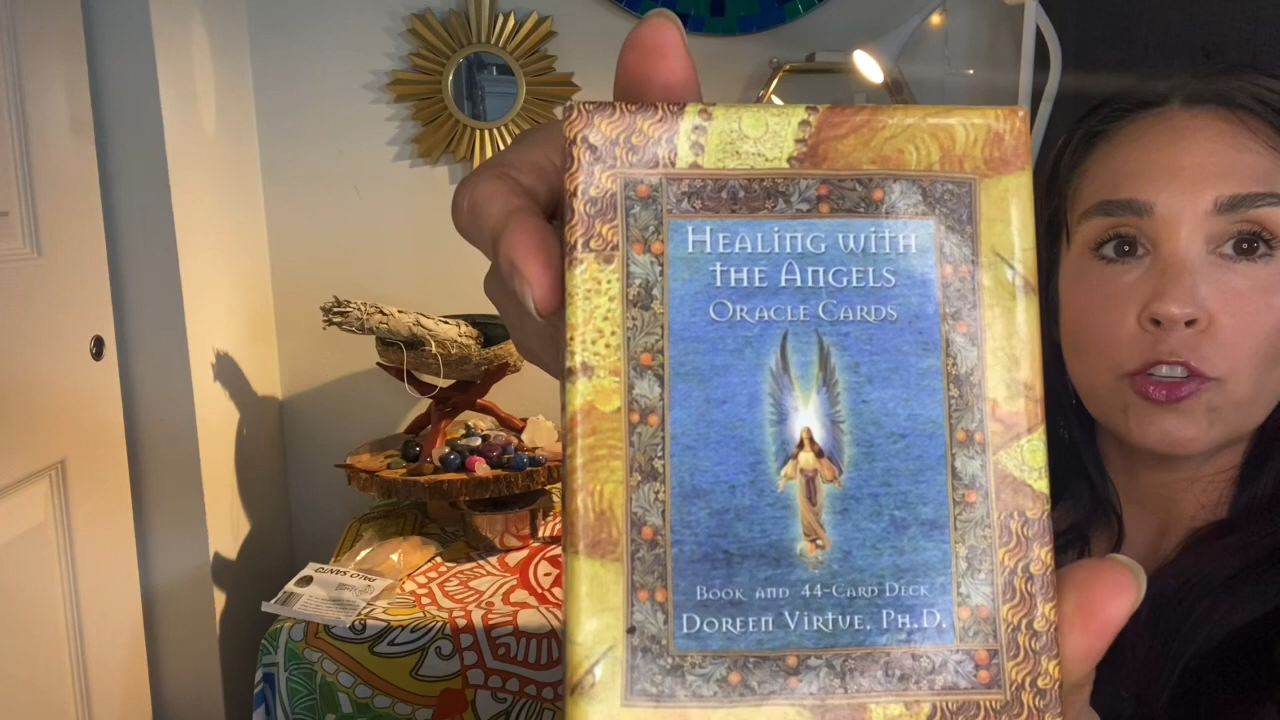 Healing with
the Angels
Oracle Cards
Book and 44-Card Deck
Doreen Virtue, Ph.D.
PALO SANTO